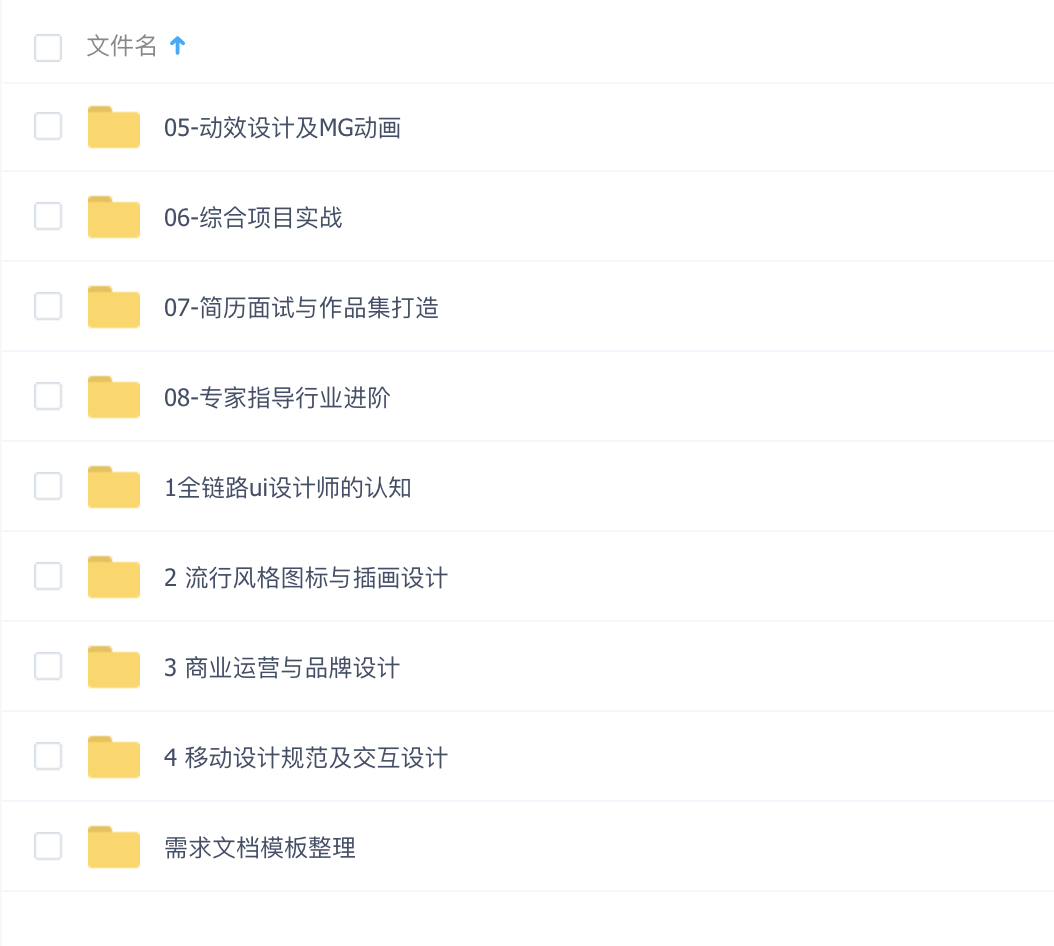 文件名
05-动效设计及MG动画
06-综合项目实战
07-简历面试与作品集打造
08-专家指导行业进阶
1全链路ui设计师的认知
2 流行风格图标与插画设计
3 商业运营与品牌设计
4 移动设计规范及交互设计
需求文档模板整理